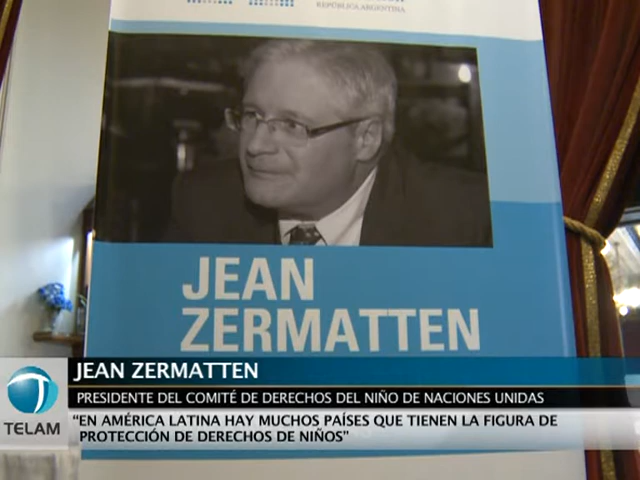 REPÚBLICA ARGENTINA
JEAN
ZERMATTEN
JEAN ZERMATTEN
PRESIDENTE DEL COMITÉ DE DERECHOS DEL NIÑO DE NACIONES UNIDAS
TELAM
“EN AMÉRICA LATINA HAY MUCHOS PAÍSES QUE TIENEN LA FIGURA DE
PROTECCIÓN DE DERECHOS DE NIÑOS"